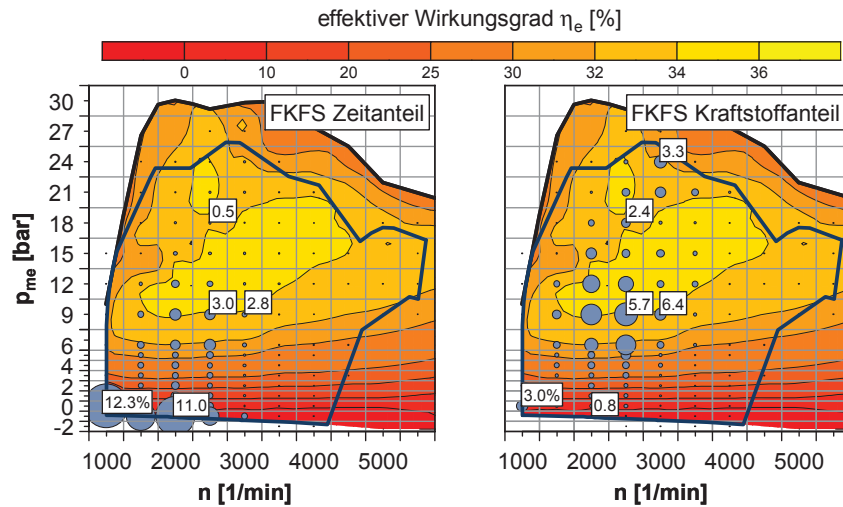 effektiver Wirkungsgrad ηe [%]
0 10 20 25 30 32 34 36
FKFS Zeitanteil
FKFS Kraftstoffanteil
pme [bar]
30
27
24
21
18
15
12
9
6
4
2
0
-2
0.5
3.0
2.8
12.3%
11.0
1000 2000 3000 4000 5000
n [1/min]
3.3
2.4
5.7
6.4
3.0%
0.8
1000 2000 3000 4000 5000
n [1/min]